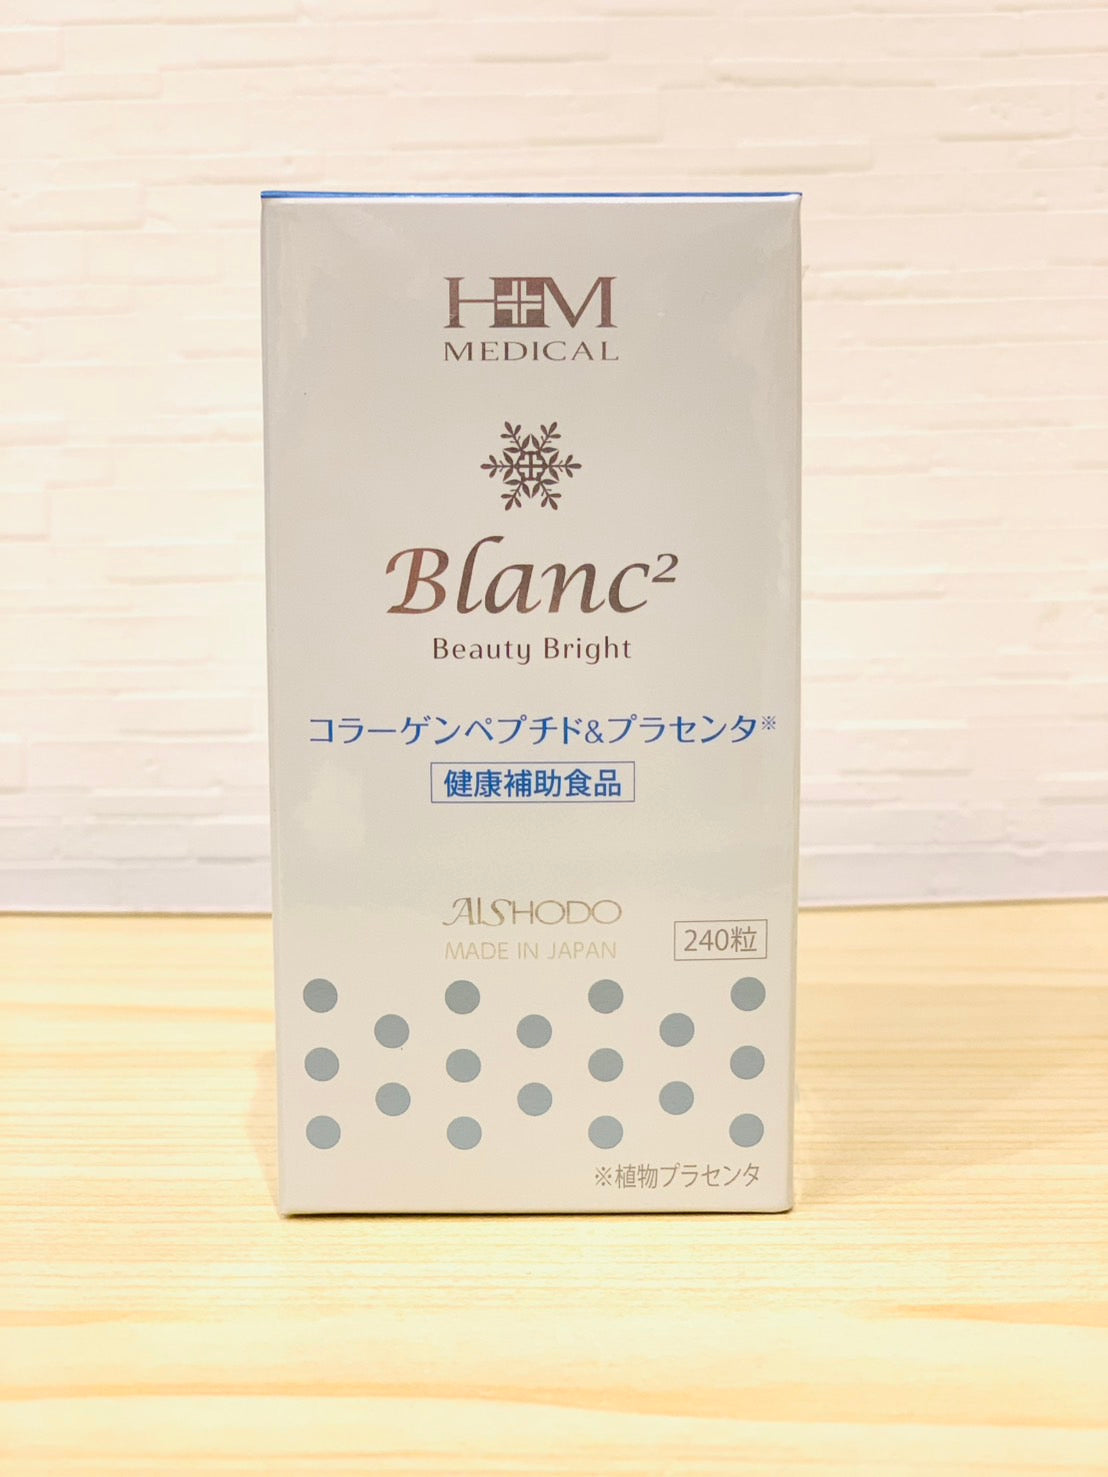 HM
MEDICAL
Blanc²
Beauty Bright
コラーゲンペプチド&プラセンタ※
健康補助食品
AISHODO
MADE IN JAPAN
240粒
※植物プラセンタ